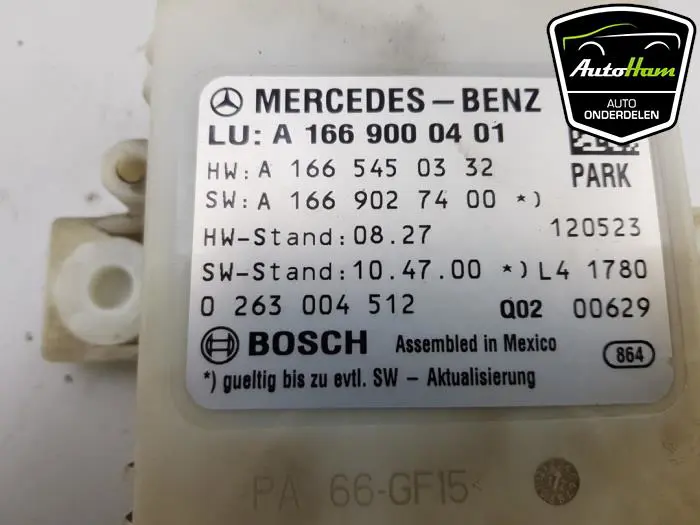 AutoHam
AUTO
ONDERDELEN
MERCEDES-BENZ
LU: A 166 900 04 01
HW: A 166 545 03 32
PARK
SW: A 166 902 74 00 *)
HW-Stand: 08.27
120523
SW-Stand: 10.47.00 *) L4 1780
0 263 004 512
Q02 00629
BOSCH Assembled in Mexico
864
*) gueltig bis zu evtl. SW - Aktualisierung
PA 66-GF15